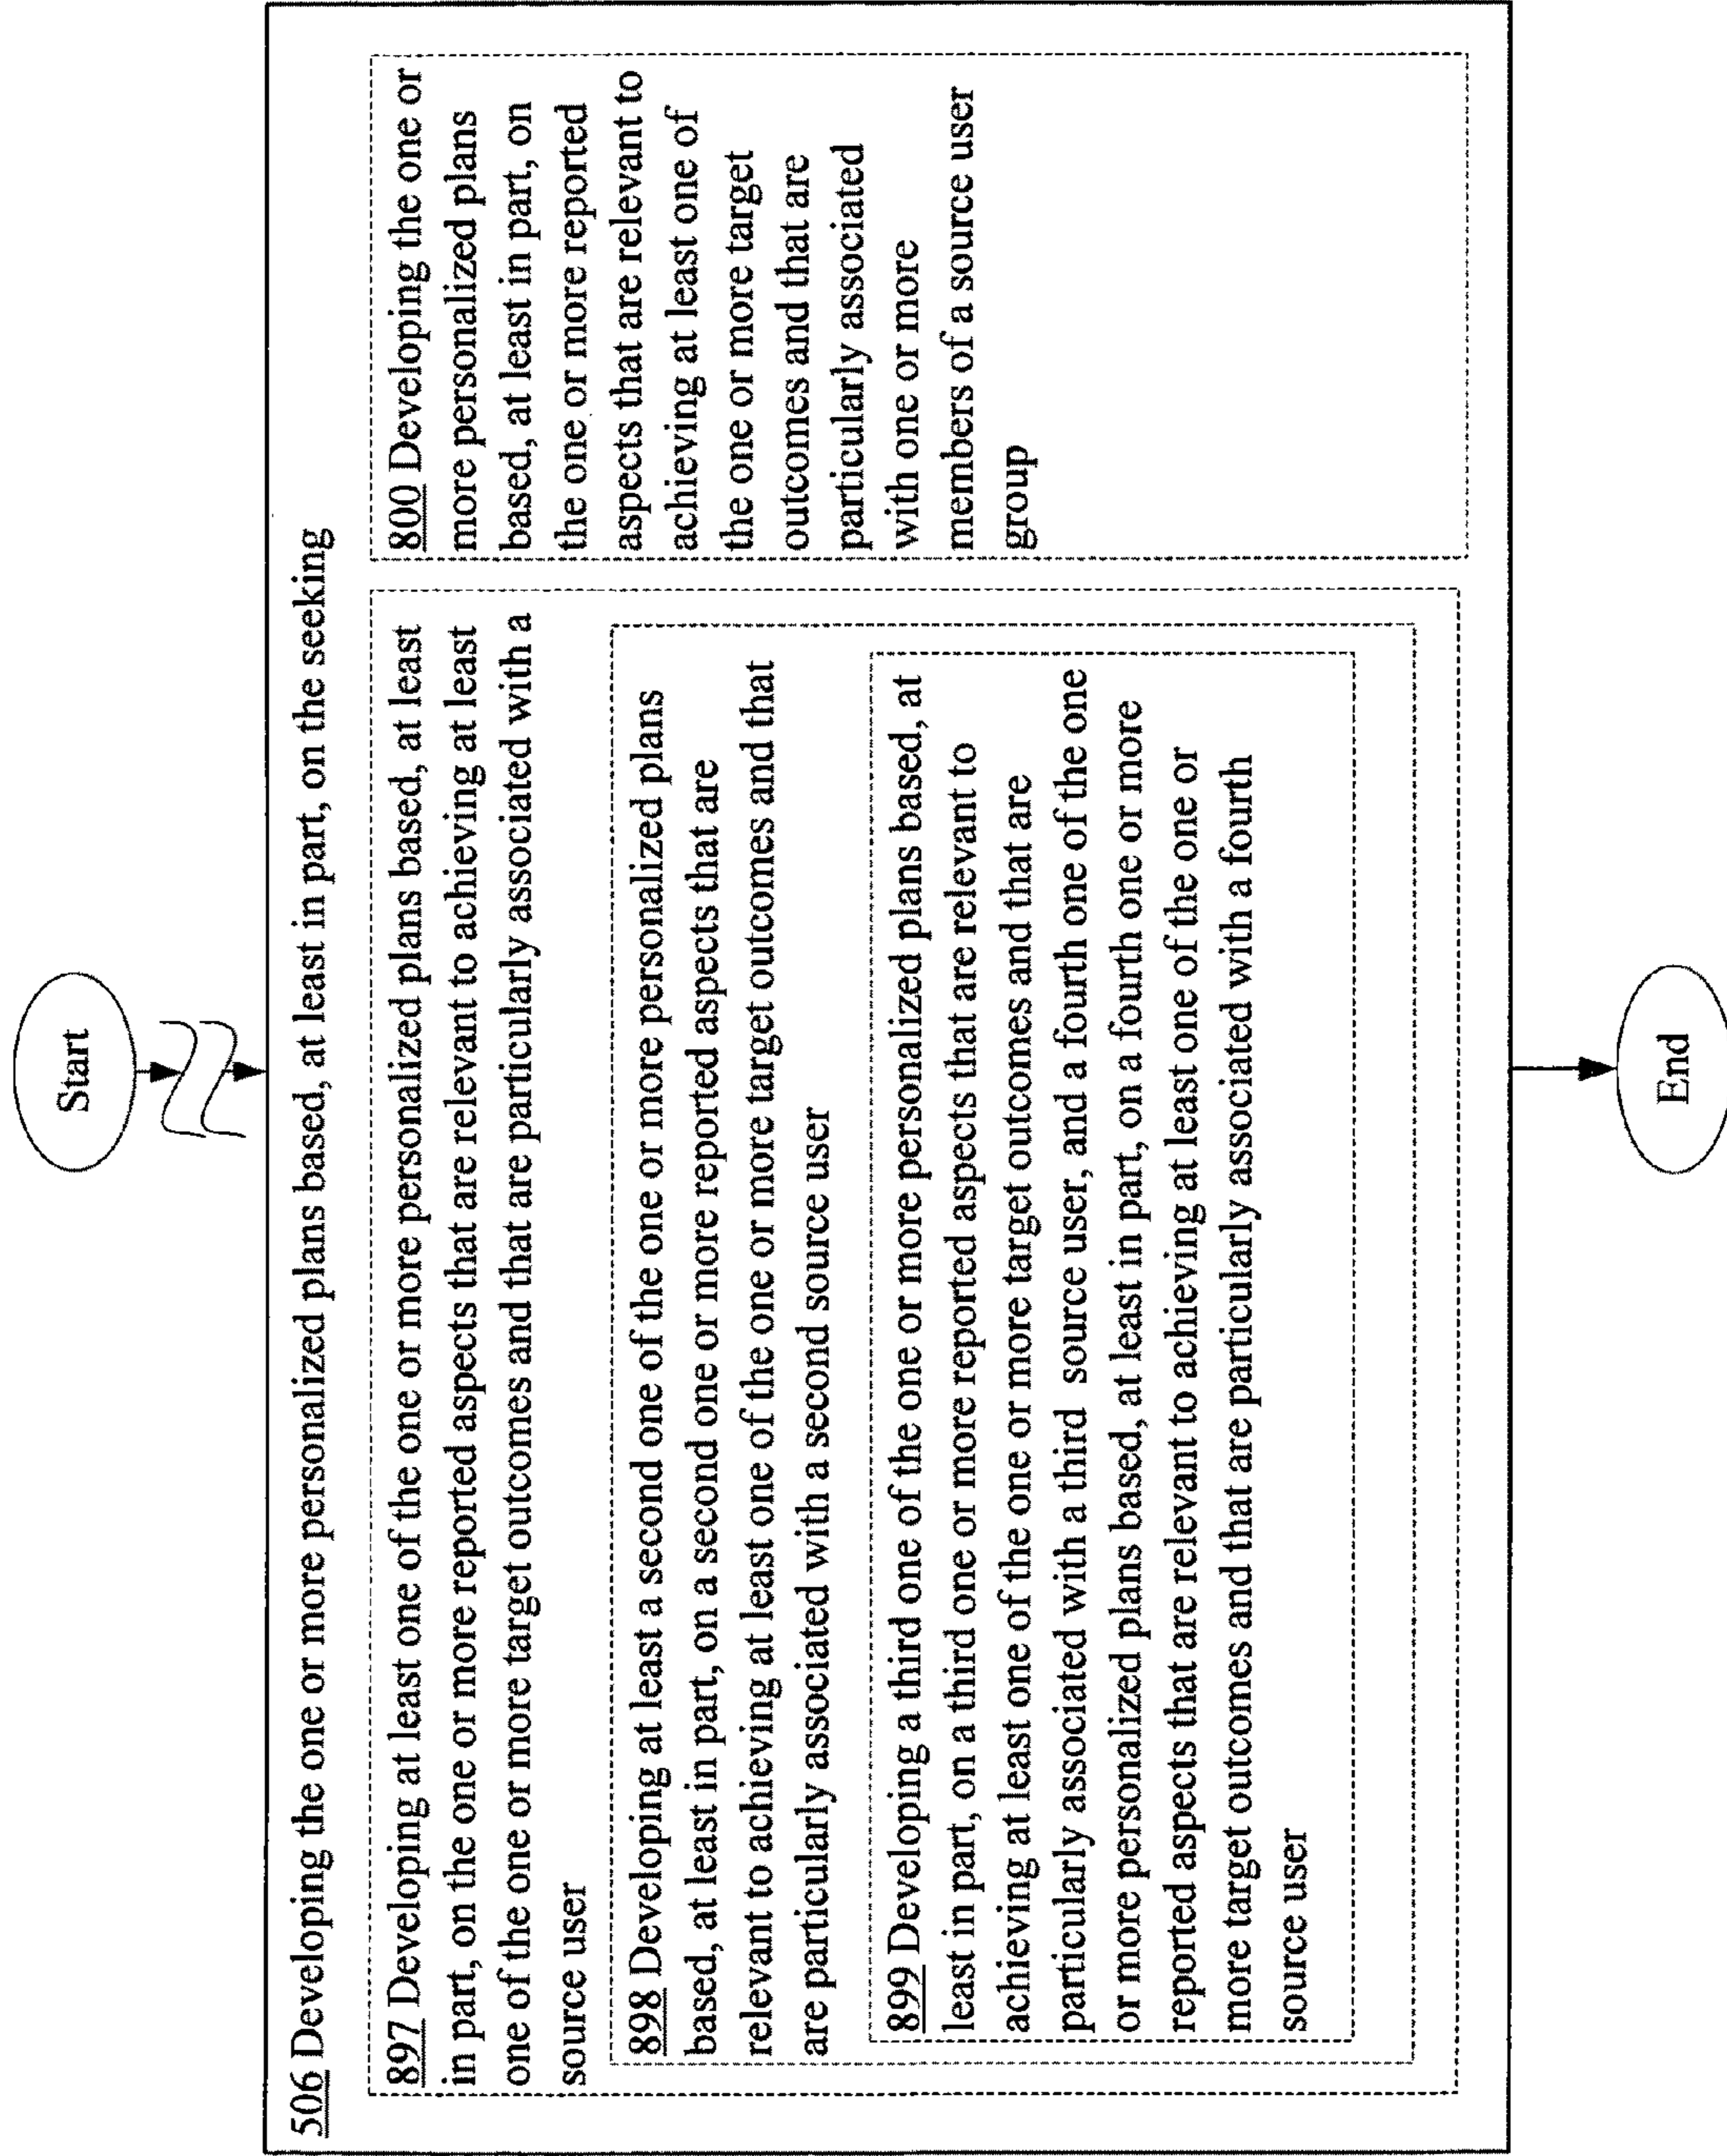 Start
506 Developing the one or more personalized plans based, at least in part, on the seeking
897 Developing at least one of the one or more personalized plans based, at least
in part, on the one or more reported aspects that are relevant to achieving at least
one of the one or more target outcomes and that are particularly associated with a
source user
898 Developing at least a second one of the one or more personalized plans
based, at least in part, on a second one or more reported aspects that are
relevant to achieving at least one of the one or more target outcomes and that
are particularly associated with a second source user
899 Developing a third one of the one or more personalized plans based, at
least in part, on a third one or more reported aspects that are relevant to
achieving at least one of the one or more target outcomes and that are
particularly associated with a third source user, and a fourth one of the one
or more personalized plans based, at least in part, on a fourth one or more
reported aspects that are relevant to achieving at least one of the one or
more target outcomes and that are particularly associated with a fourth
source user
800 Developing the one or
more personalized plans
based, at least in part, on
the one or more reported
aspects that are relevant to
achieving at least one of
the one or more target
outcomes and that are
particularly associated
with one or more
members of a source user
group
End